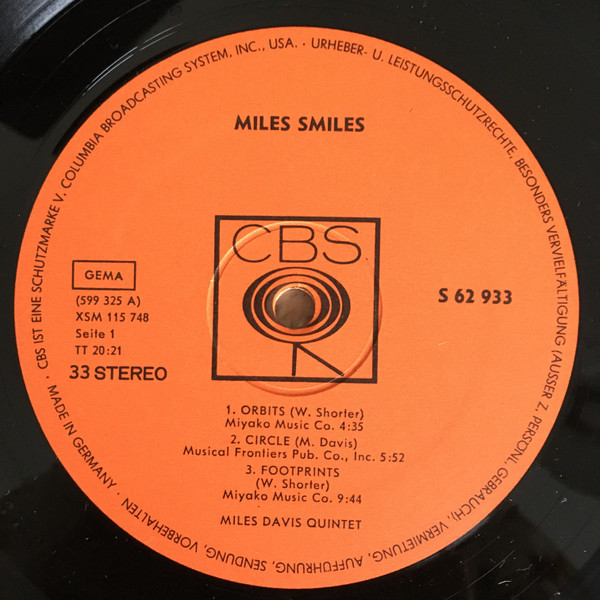 MILES SMILES
CBS
GEMA
(599 325 A)
XSM 115 748
Seite 1
TT 20:21
33 STEREO
S 62 933
1. ORBITS (W. Shorter)
Miyako Music Co. 4:35
2. CIRCLE (M. Davis)
Musical Frontiers Pub. Co., Inc. 5:52
3. FOOTPRINTS
(W. Shorter)
Miyako Music Co. 9:44
MILES DAVIS QUINTET
· CBS IST EINE SCHUTZMARKE V. COLUMBIA BROADCASTING SYSTEM, INC., USA. · URHEBER- U. LEISTUNGSSCHUTZRECHTE, BESONDERS VERVIELFÄLTIGUNG (AUSSER Z. PERSÖNL. GEBRAUCH), VERMIETUNG, AUFFÜHRUNG, SENDUNG, VORBEHALTEN · MADE IN GERMANY